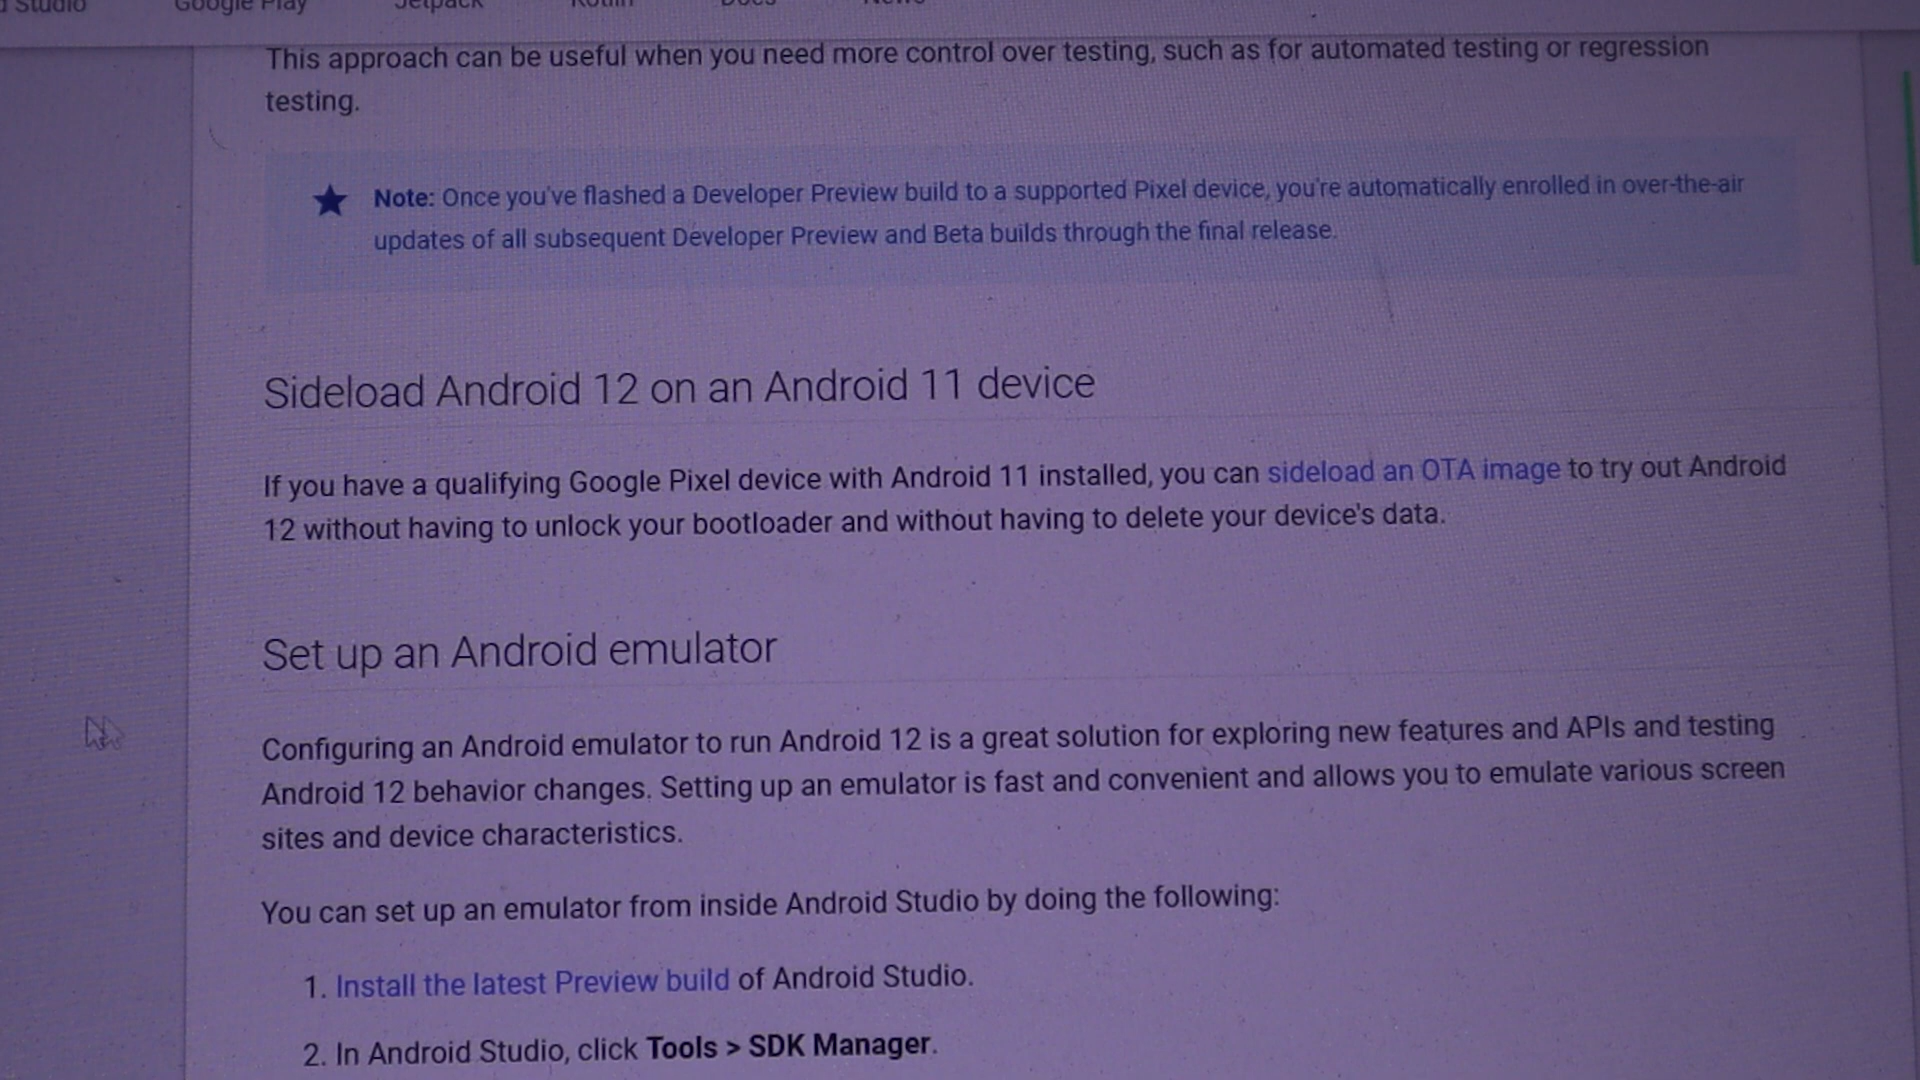 Studio Google Play Jetpack Kotlin Docs News
This approach can be useful when you need more control over testing, such as for automated testing or regression
testing.
Note: Once you've flashed a Developer Preview build to a supported Pixel device, you're automatically enrolled in over-the-air
updates of all subsequent Developer Preview and Beta builds through the final release.
Sideload Android 12 on an Android 11 device
If you have a qualifying Google Pixel device with Android 11 installed, you can sideload an OTA image to try out Android
12 without having to unlock your bootloader and without having to delete your device's data.
Set up an Android emulator
Configuring an Android emulator to run Android 12 is a great solution for exploring new features and APIs and testing
Android 12 behavior changes. Setting up an emulator is fast and convenient and allows you to emulate various screen
sites and device characteristics.
You can set up an emulator from inside Android Studio by doing the following:
1. Install the latest Preview build of Android Studio.
2. In Android Studio, click Tools > SDK Manager.